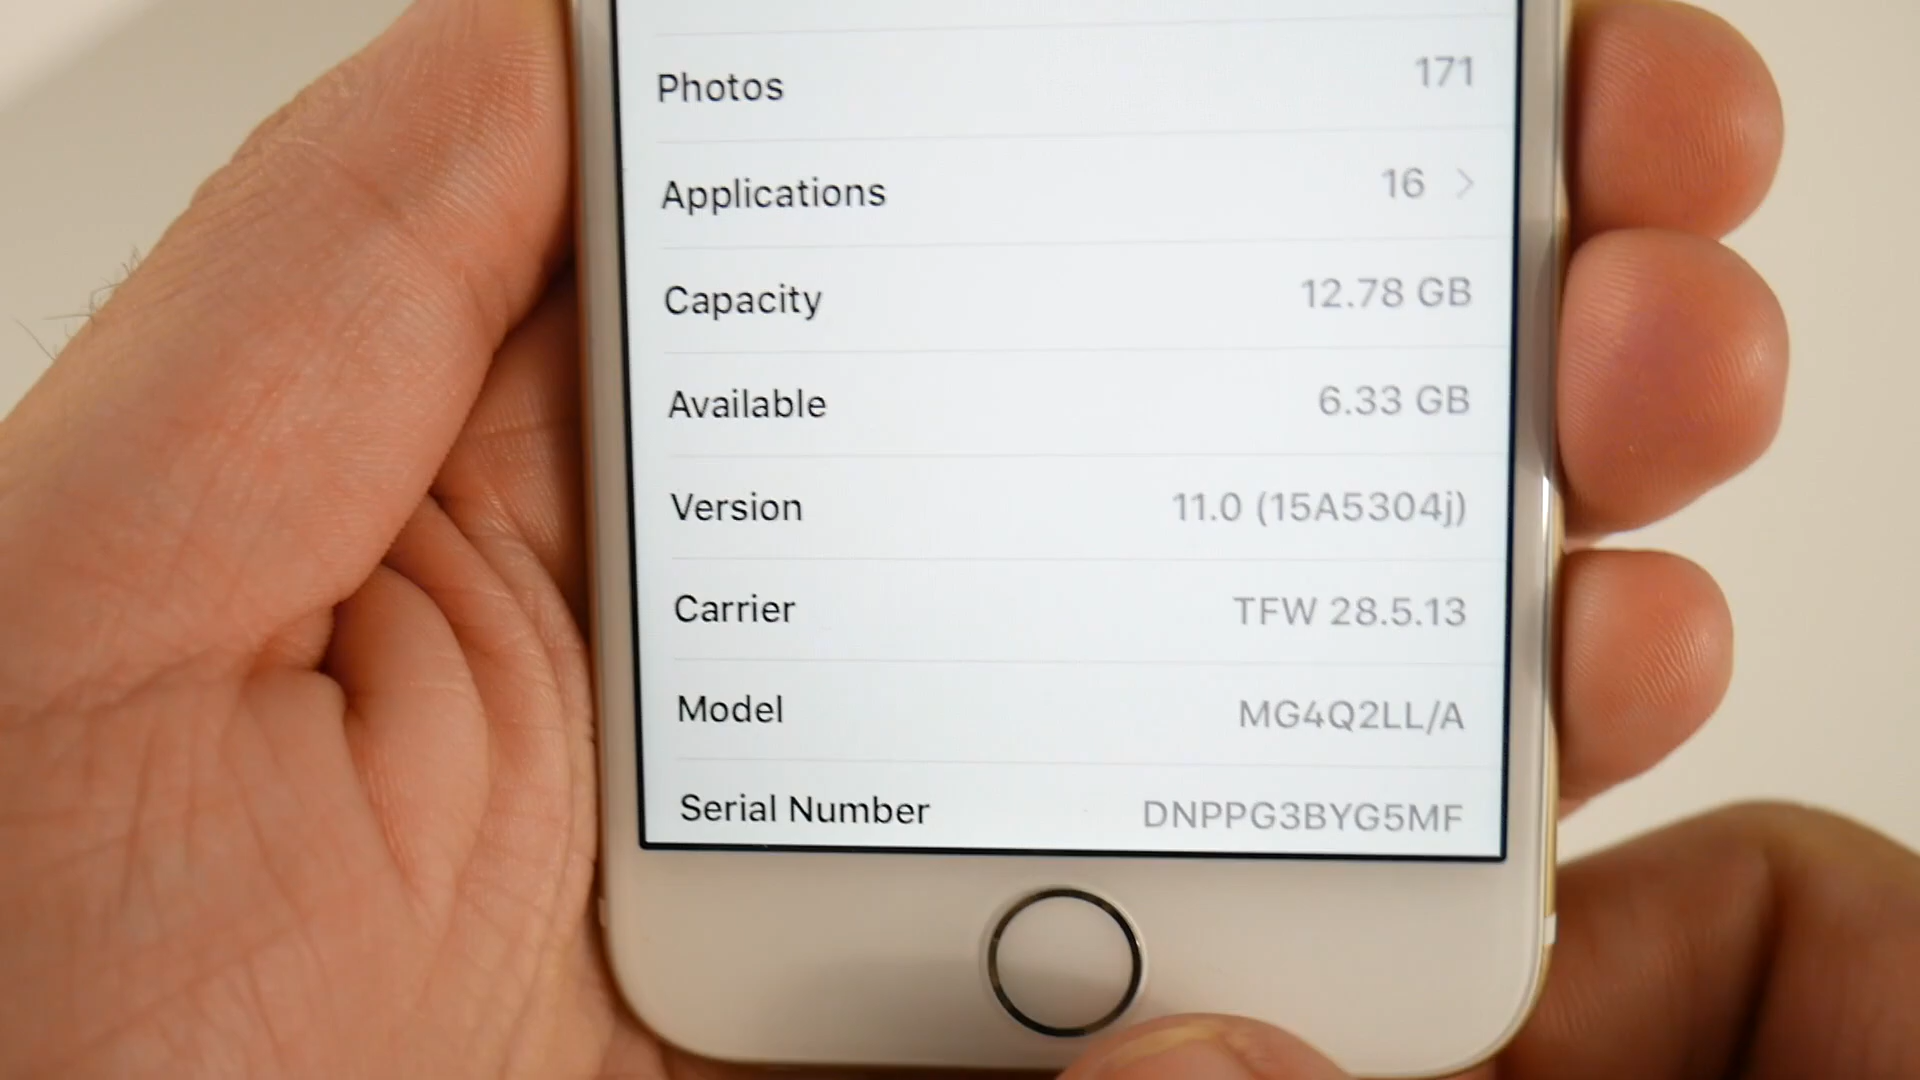 Photos 171
Applications 16
Capacity 12.78 GB
Available 6.33 GB
Version 11.0 (15A5304j)
Carrier TFW 28.5.13
Model MG4Q2LL/A
Serial Number DNPPG3BYG5MF